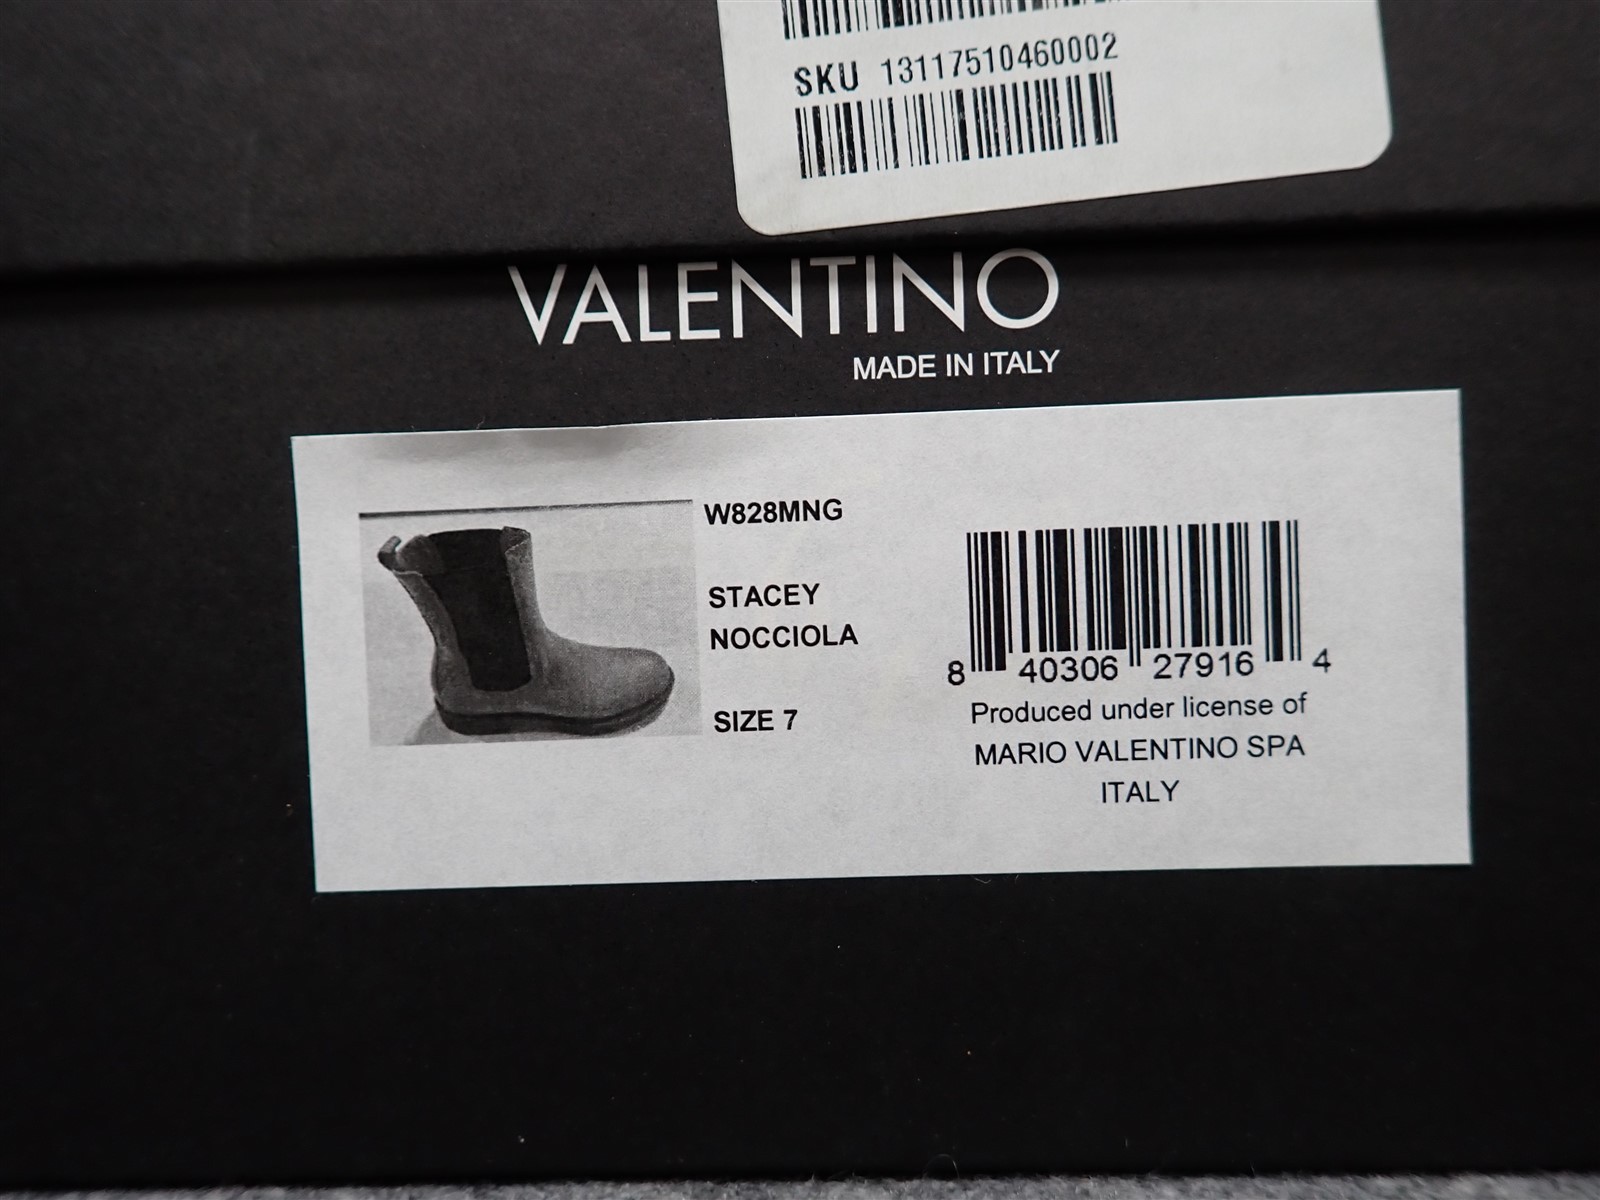 SKU 13117510460002
VALENTINO
MADE IN ITALY
W828MNG
STACEY
NOCCIOLA
SIZE 7
8 40306 27916 4
Produced under license of
MARIO VALENTINO SPA
ITALY